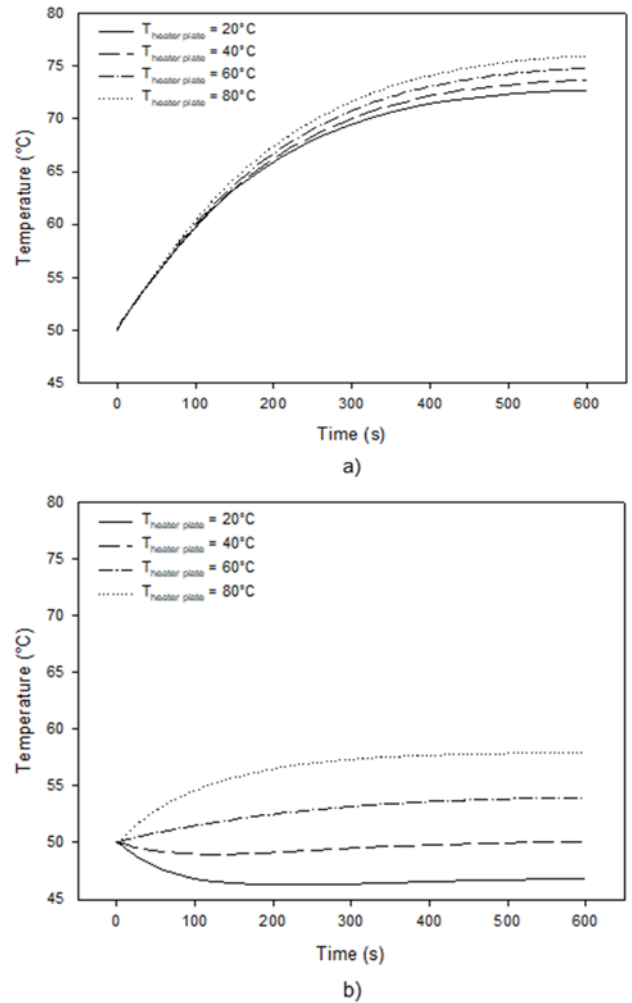 80
75
70
65
60
55
50
45
Temperature (°C)
T heater plate = 20°C
T heater plate = 40°C
T heater plate = 60°C
T heater plate = 80°C
0 100 200 300 400 500 600
Time (s)
a)
80
75
70
65
60
55
50
45
Temperature (°C)
T heater plate = 20°C
T heater plate = 40°C
T heater plate = 60°C
T heater plate = 80°C
0 100 200 300 400 500 600
Time (s)
b)